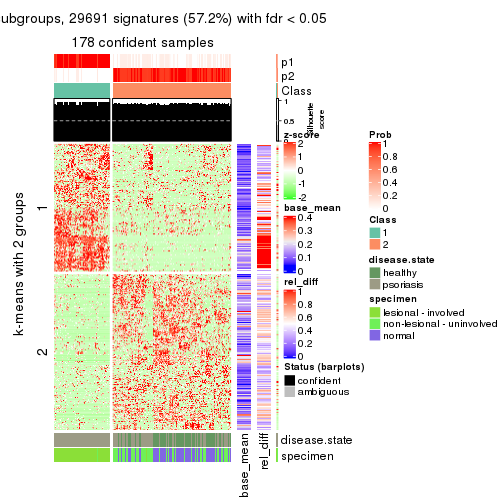 ubgroups, 29691 signatures (57.2%) with fdr < 0.05
178 confident samples
p1
p2
Class
1
0.5
0
Silhouette
score
k-means with 2 groups
1
2
z-score
2
1
0
-1
-2
base_mean
0.4
0.3
0.2
0.1
0
rel_diff
1
0.8
0.6
0.4
0.2
0
Status (barplots)
confident
ambiguous
Prob
1
0.8
0.6
0.4
0.2
0
Class
1
2
disease.state
healthy
psoriasis
specimen
lesional - involved
non-lesional - uninvolved
normal
disease.state
specimen
base_mean
rel_diff